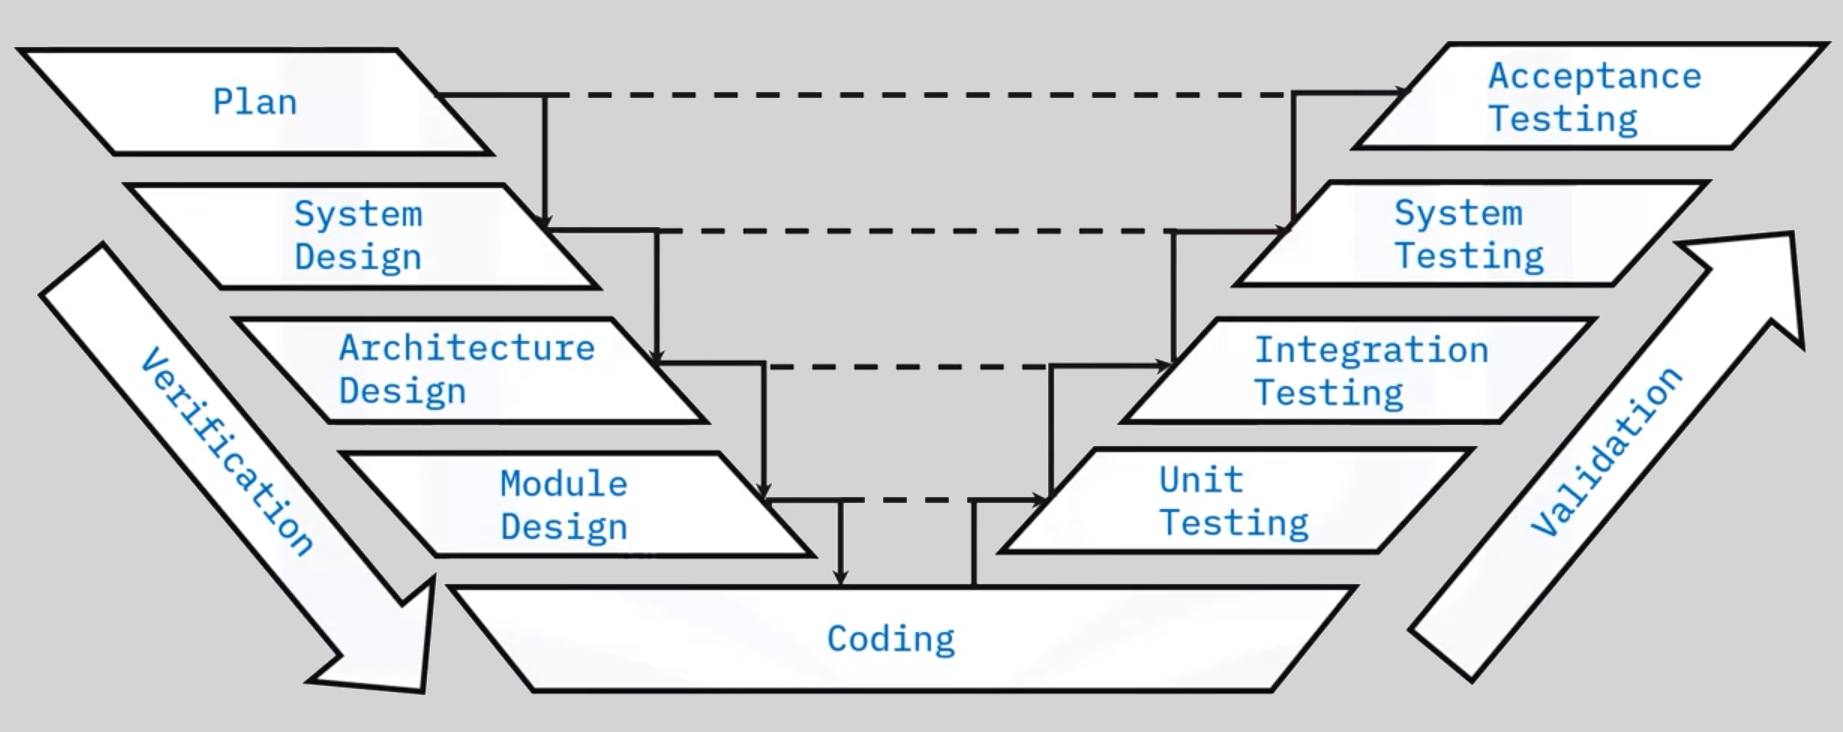 Plan
Acceptance
Testing
System
Design
System
Testing
Architecture
Design
Integration
Testing
Verification
Validation
Module
Design
Unit
Testing
Coding